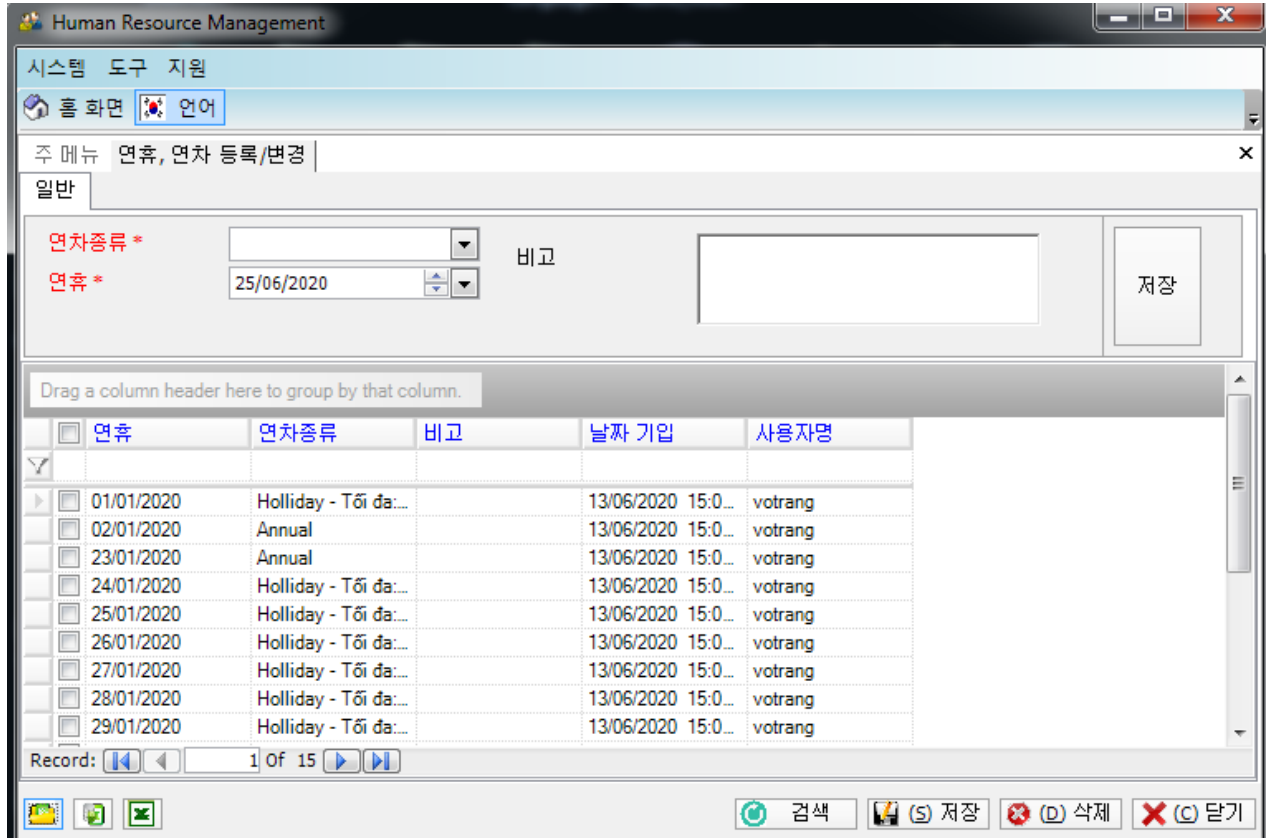 Human Resource Management
시스템 도구 지원
홈 화면 언어
주 메뉴 연휴, 연차 등록/변경
일반
연차종류 *
비고
연휴 * 25/06/2020
저장
Drag a column header here to group by that column.
연휴 연차종류 비고 날짜 기입 사용자명
01/01/2020 Holliday - Tối đa:... 13/06/2020 15:0... votrang
02/01/2020 Annual 13/06/2020 15:0... votrang
23/01/2020 Annual 13/06/2020 15:0... votrang
24/01/2020 Holliday - Tối đa:... 13/06/2020 15:0... votrang
25/01/2020 Holliday - Tối đa:... 13/06/2020 15:0... votrang
26/01/2020 Holliday - Tối đa:... 13/06/2020 15:0... votrang
27/01/2020 Holliday - Tối đa:... 13/06/2020 15:0... votrang
28/01/2020 Holliday - Tối đa:... 13/06/2020 15:0... votrang
29/01/2020 Holliday - Tối đa:... 13/06/2020 15:0... votrang
Record: 1 Of 15
검색 (S) 저장 (D) 삭제 (C) 닫기